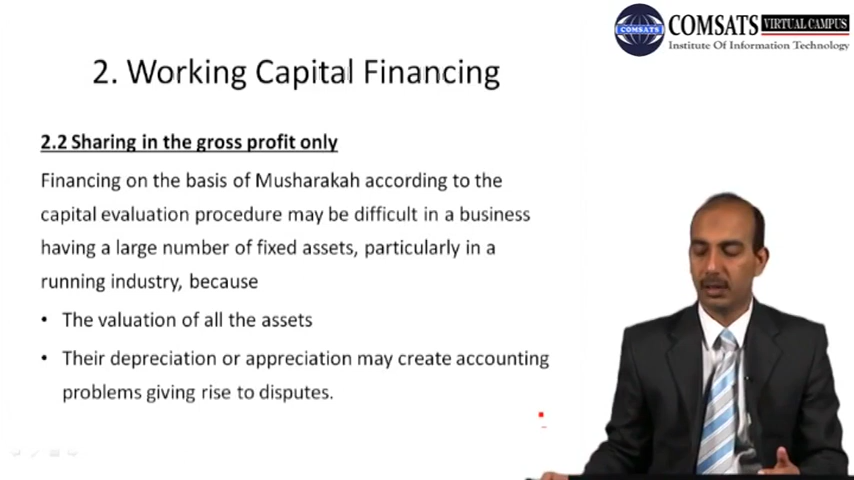 COMSATS VIRTUAL CAMPUS
Institute Of Information Technology
COMSATS
2. Working Capital Financing
2.2 Sharing in the gross profit only
Financing on the basis of Musharakah according to the
capital evaluation procedure may be difficult in a business
having a large number of fixed assets, particularly in a
running industry, because
• The valuation of all the assets
• Their depreciation or appreciation may create accounting
problems giving rise to disputes.